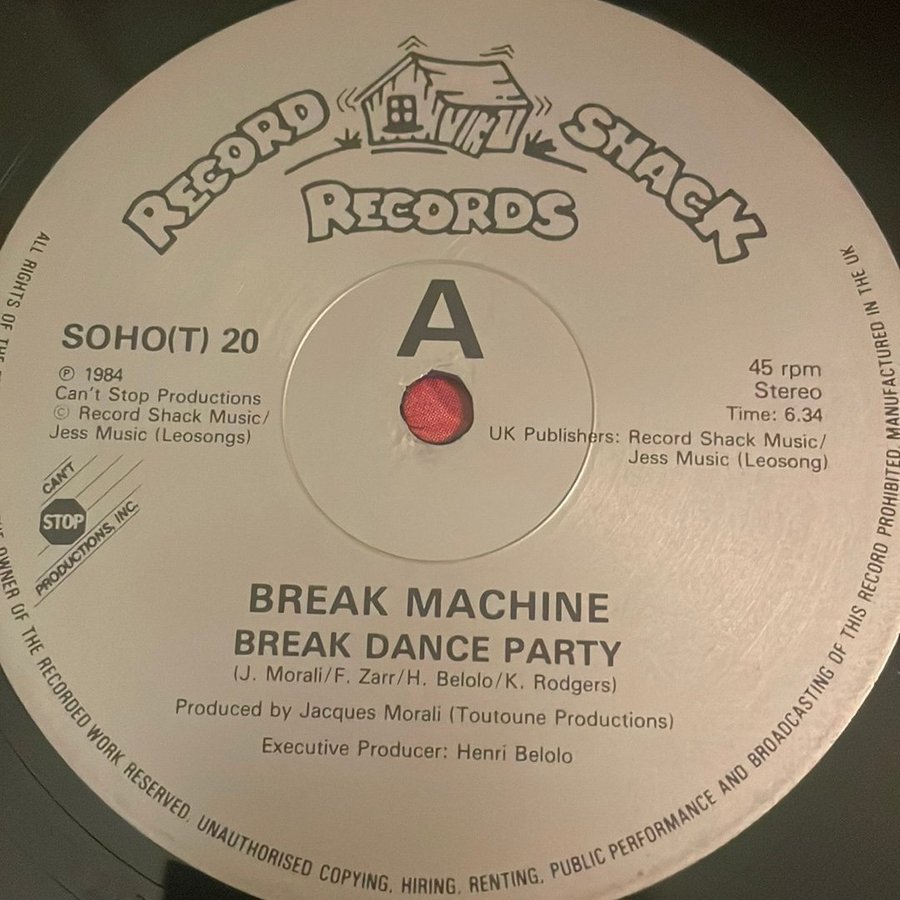 RECORD SHACK
RECORDS
A
SOHO(T) 20
℗ 1984
Can't Stop Productions
© Record Shack Music/
Jess Music (Leosongs)
45 rpm
Stereo
Time: 6.34
UK Publishers: Record Shack Music/
Jess Music (Leosong)
CAN'T
STOP
PRODUCTIONS, INC.
BREAK MACHINE
BREAK DANCE PARTY
(J. Morali/F. Zarr/H. Belolo/K. Rodgers)
Produced by Jacques Morali (Toutoune Productions)
Executive Producer: Henri Belolo
ALL RIGHTS OF THE
THE OWNER OF THE RECORDED WORK RESERVED. UNAUTHORISED COPYING, HIRING, RENTING, PUBLIC PERFORMANCE AND BROADCASTING OF THIS RECORD PROHIBITED. MANUFACTURED IN THE UK